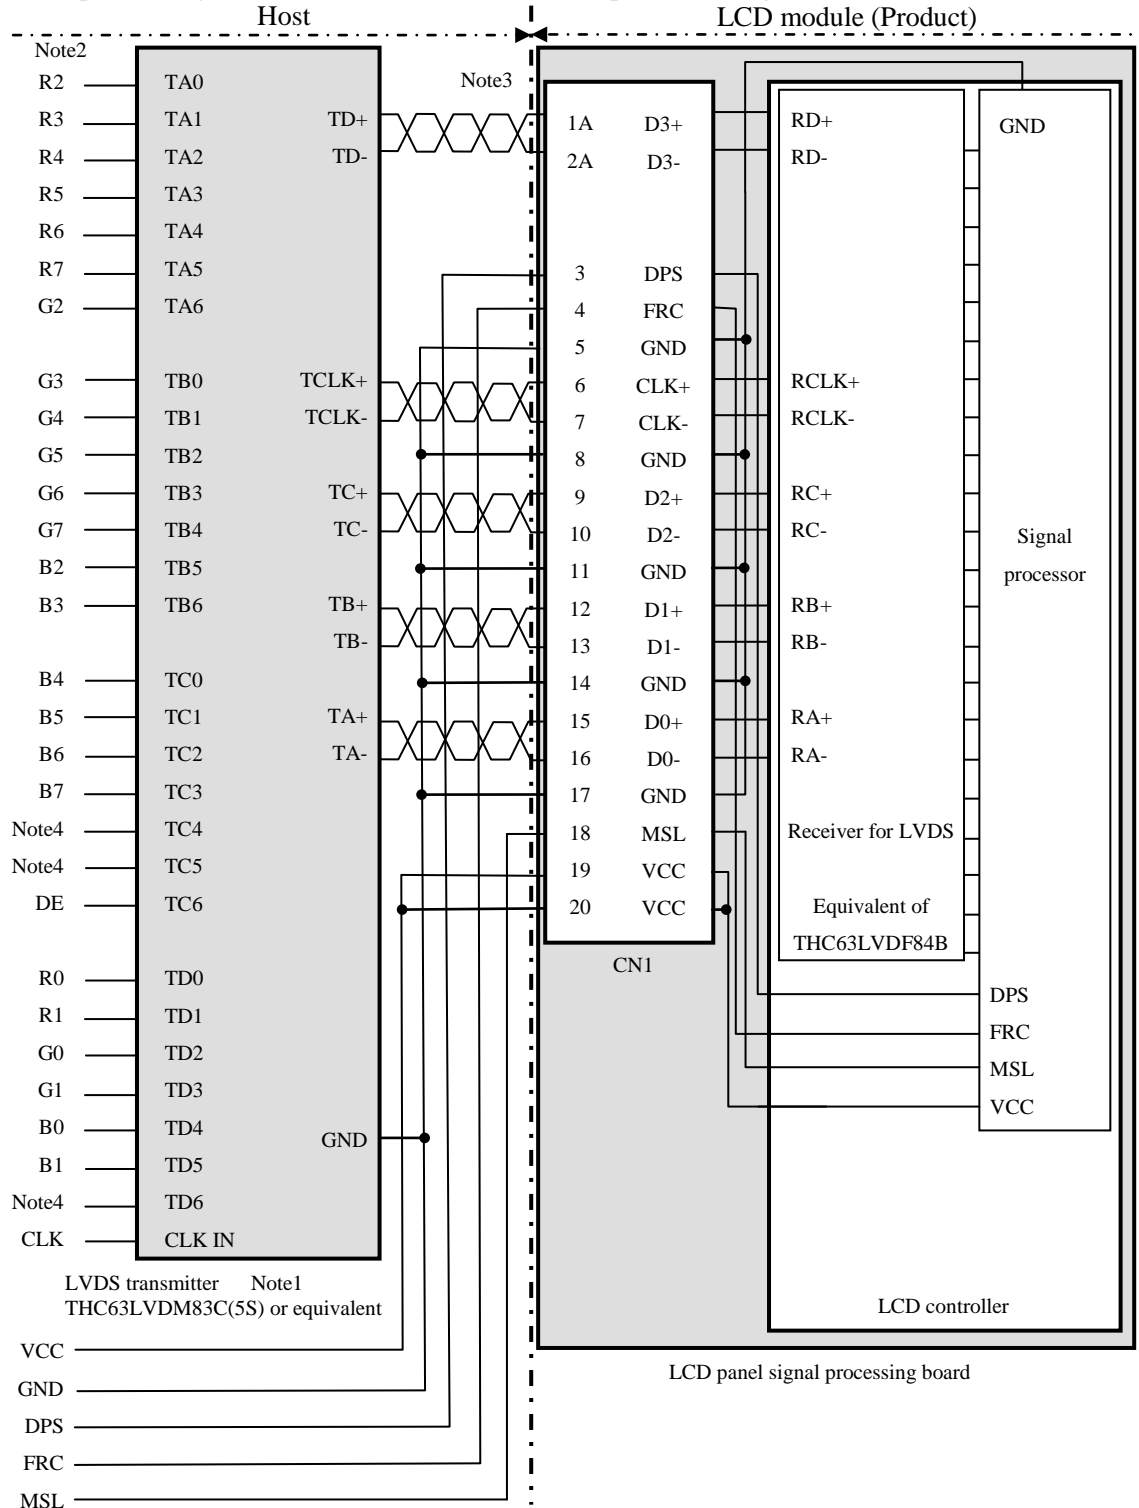 Host
LCD module (Product)
Note2
R2 TA0
Note3
R3 TA1 TD+ 1A D3+ RD+ GND
R4 TA2 TD- 2A D3- RD-
R5 TA3
R6 TA4
R7 TA5 3 DPS
G2 TA6 4 FRC
5 GND
G3 TB0 TCLK+ 6 CLK+ RCLK+
G4 TB1 TCLK- 7 CLK- RCLK-
G5 TB2 8 GND
G6 TB3 TC+ 9 D2+ RC+
G7 TB4 TC- 10 D2- RC- Signal
B2 TB5 11 GND processor
B3 TB6 TB+ 12 D1+ RB+
TB- 13 D1- RB-
B4 TC0 14 GND
B5 TC1 TA+ 15 D0+ RA+
B6 TC2 TA- 16 D0- RA-
B7 TC3 17 GND
Note4 TC4 18 MSL Receiver for LVDS
Note4 TC5 19 VCC
DE TC6 20 VCC Equivalent of
THC63LVDF84B
CN1
R0 TD0 DPS
R1 TD1 FRC
G0 TD2 MSL
G1 TD3 VCC
B0 TD4 GND
B1 TD5
Note4 TD6
CLK CLK IN
LVDS transmitter Note1
THC63LVDM83C(5S) or equivalent
LCD controller
VCC
LCD panel signal processing board
GND
DPS
FRC
MSL